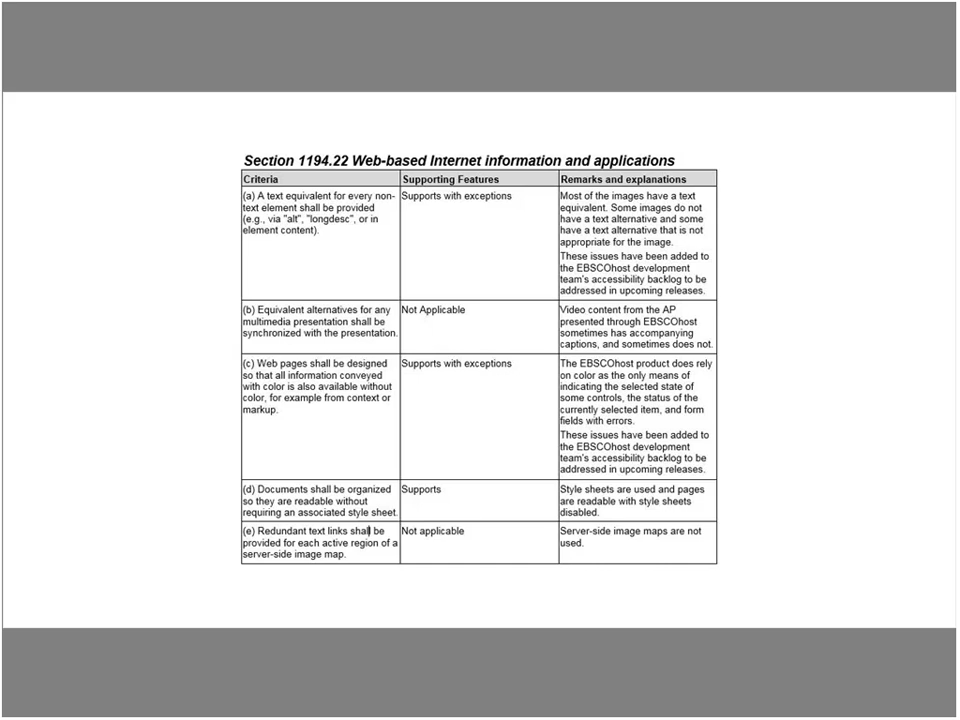 Section 1194.22 Web-based Internet information and applications
Criteria
Supporting Features
Remarks and explanations
(a) A text equivalent for every non-
text element shall be provided
(e.g., via "alt", "longdesc", or in
element content).
Supports with exceptions
Most of the images have a text
equivalent. Some images do not
have a text alternative and some
have a text alternative that is not
appropriate for the image.
These issues have been added to
the EBSCOhost development
team's accessibility backlog to be
addressed in upcoming releases.
(b) Equivalent alternatives for any
multimedia presentation shall be
synchronized with the presentation.
Not Applicable
Video content from the AP
presented through EBSCOhost
sometimes has accompanying
captions, and sometimes does not.
(c) Web pages shall be designed
so that all information conveyed
with color is also available without
color, for example from context or
markup.
Supports with exceptions
The EBSCOhost product does rely
on color as the only means of
indicating the selected state of
some controls, the status of the
currently selected item, and form
fields with errors.
These issues have been added to
the EBSCOhost development
team's accessibility backlog to be
addressed in upcoming releases.
(d) Documents shall be organized
so they are readable without
requiring an associated style sheet.
Supports
Style sheets are used and pages
are readable with style sheets
disabled.
(e) Redundant text links shall be
provided for each active region of a
server-side image map.
Not applicable
Server-side image maps are not
used.